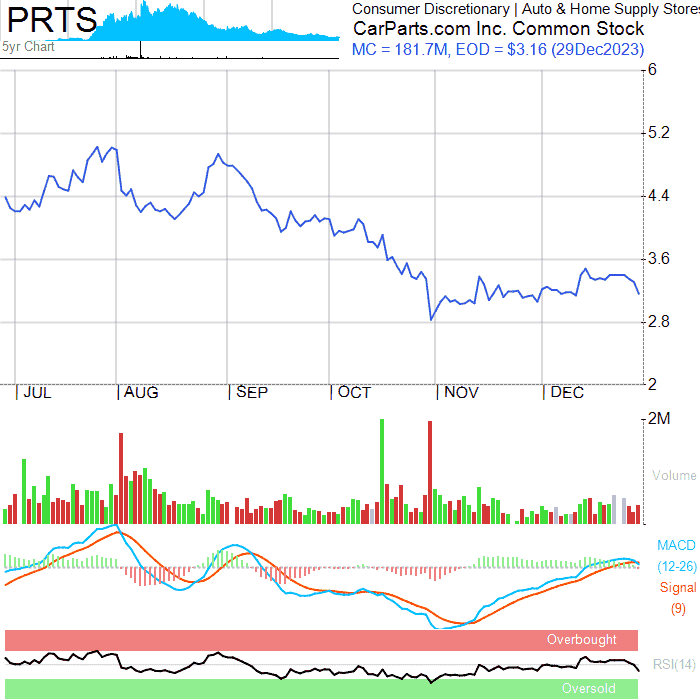 PRTS
5yr Chart
Consumer Discretionary | Auto & Home Supply Stores
CarParts.com Inc. Common Stock
MC = 181.7M, EOD = $3.16 (29Dec2023)
6
5.2
4.4
3.6
2.8
2
JUL AUG SEP OCT NOV DEC
2M
Volume
MACD
(12-26)
Signal
(9)
Overbought
RSI(14)
Oversold